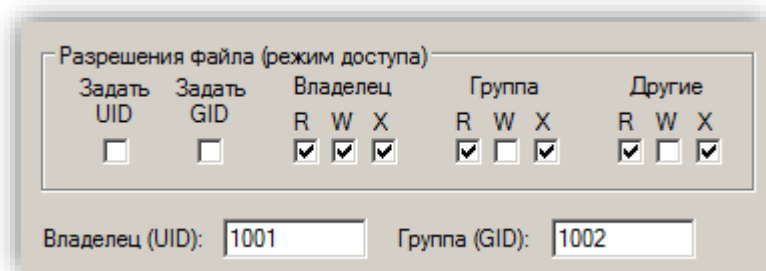 Разрешения файла (режим доступа)
Задать Задать Владелец Группа Другие
UID GID R W X R W X R W X
Владелец (UID): 1001 Группа (GID): 1002